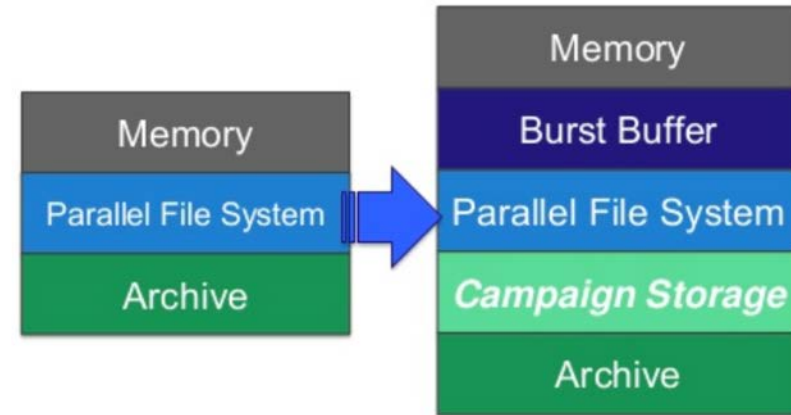 Memory
Parallel File System
Archive
Memory
Burst Buffer
Parallel File System
Campaign Storage
Archive